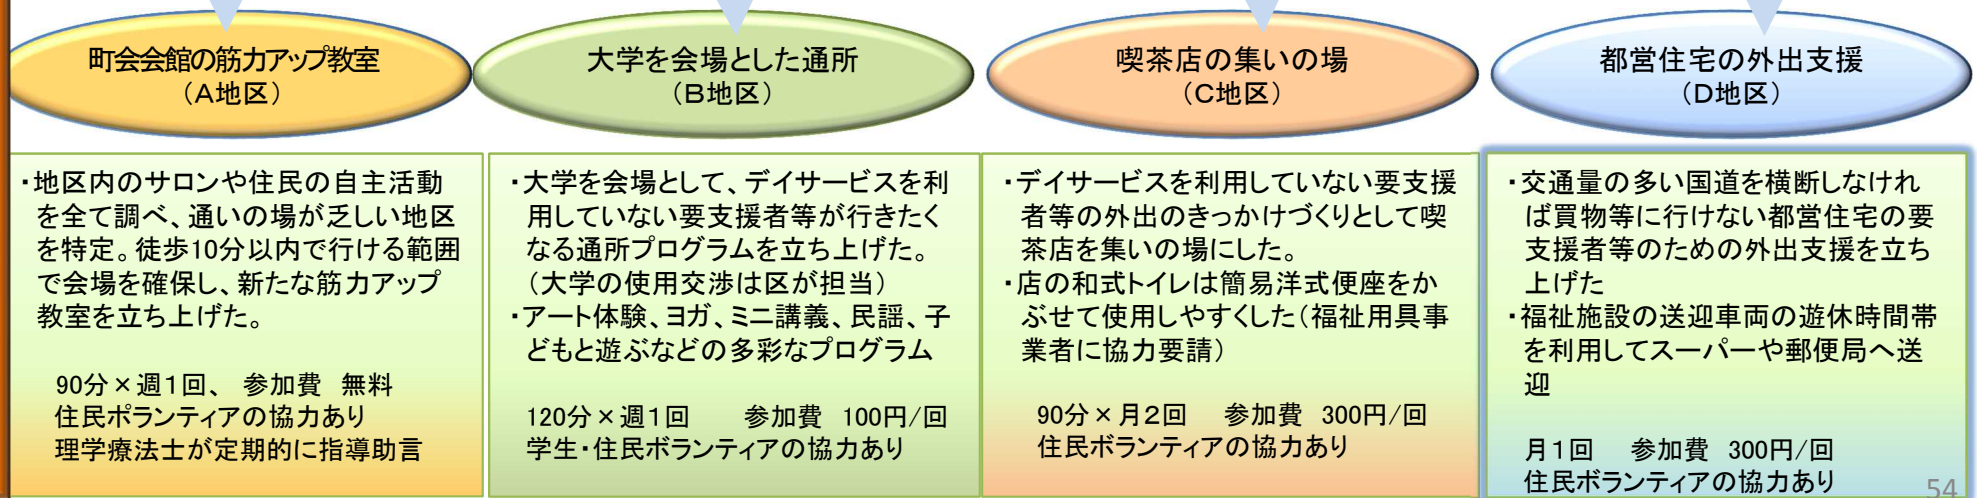 町会会館の筋力アップ教室
（A地区）
・地区内のサロンや住民の自主活動
を全て調べ、通いの場が乏しい地区
を特定。徒歩10分以内で行ける範囲
で会場を確保し、新たな筋力アップ
教室を立ち上げた。
90分×週1回、 参加費 無料
住民ボランティアの協力あり
理学療法士が定期的に指導助言
大学を会場とした通所
（B地区）
・大学を会場として、デイサービスを利
用していない要支援者等が行きたく
なる通所プログラムを立ち上げた。
（大学の使用交渉は区が担当）
・アート体験、ヨガ、ミニ講義、民謡、子
どもと遊ぶなどの多彩なプログラム
120分×週1回 参加費 100円/回
学生・住民ボランティアの協力あり
喫茶店の集いの場
（C地区）
・デイサービスを利用していない要支援
者等の外出のきっかけづくりとして喫
茶店を集いの場にした。
・店の和式トイレは簡易洋式便座をか
ぶせて使用しやすくした（福祉用具事
業者に協力要請）
90分×月2回 参加費 300円/回
住民ボランティアの協力あり
都営住宅の外出支援
（D地区）
・交通量の多い国道を横断しなけれ
ば買物等に行けない都営住宅の要
支援者等のための外出支援を立ち
上げた
・福祉施設の送迎車両の遊休時間帯
を利用してスーパーや郵便局へ送
迎
月1回 参加費 300円/回
住民ボランティアの協力あり
54